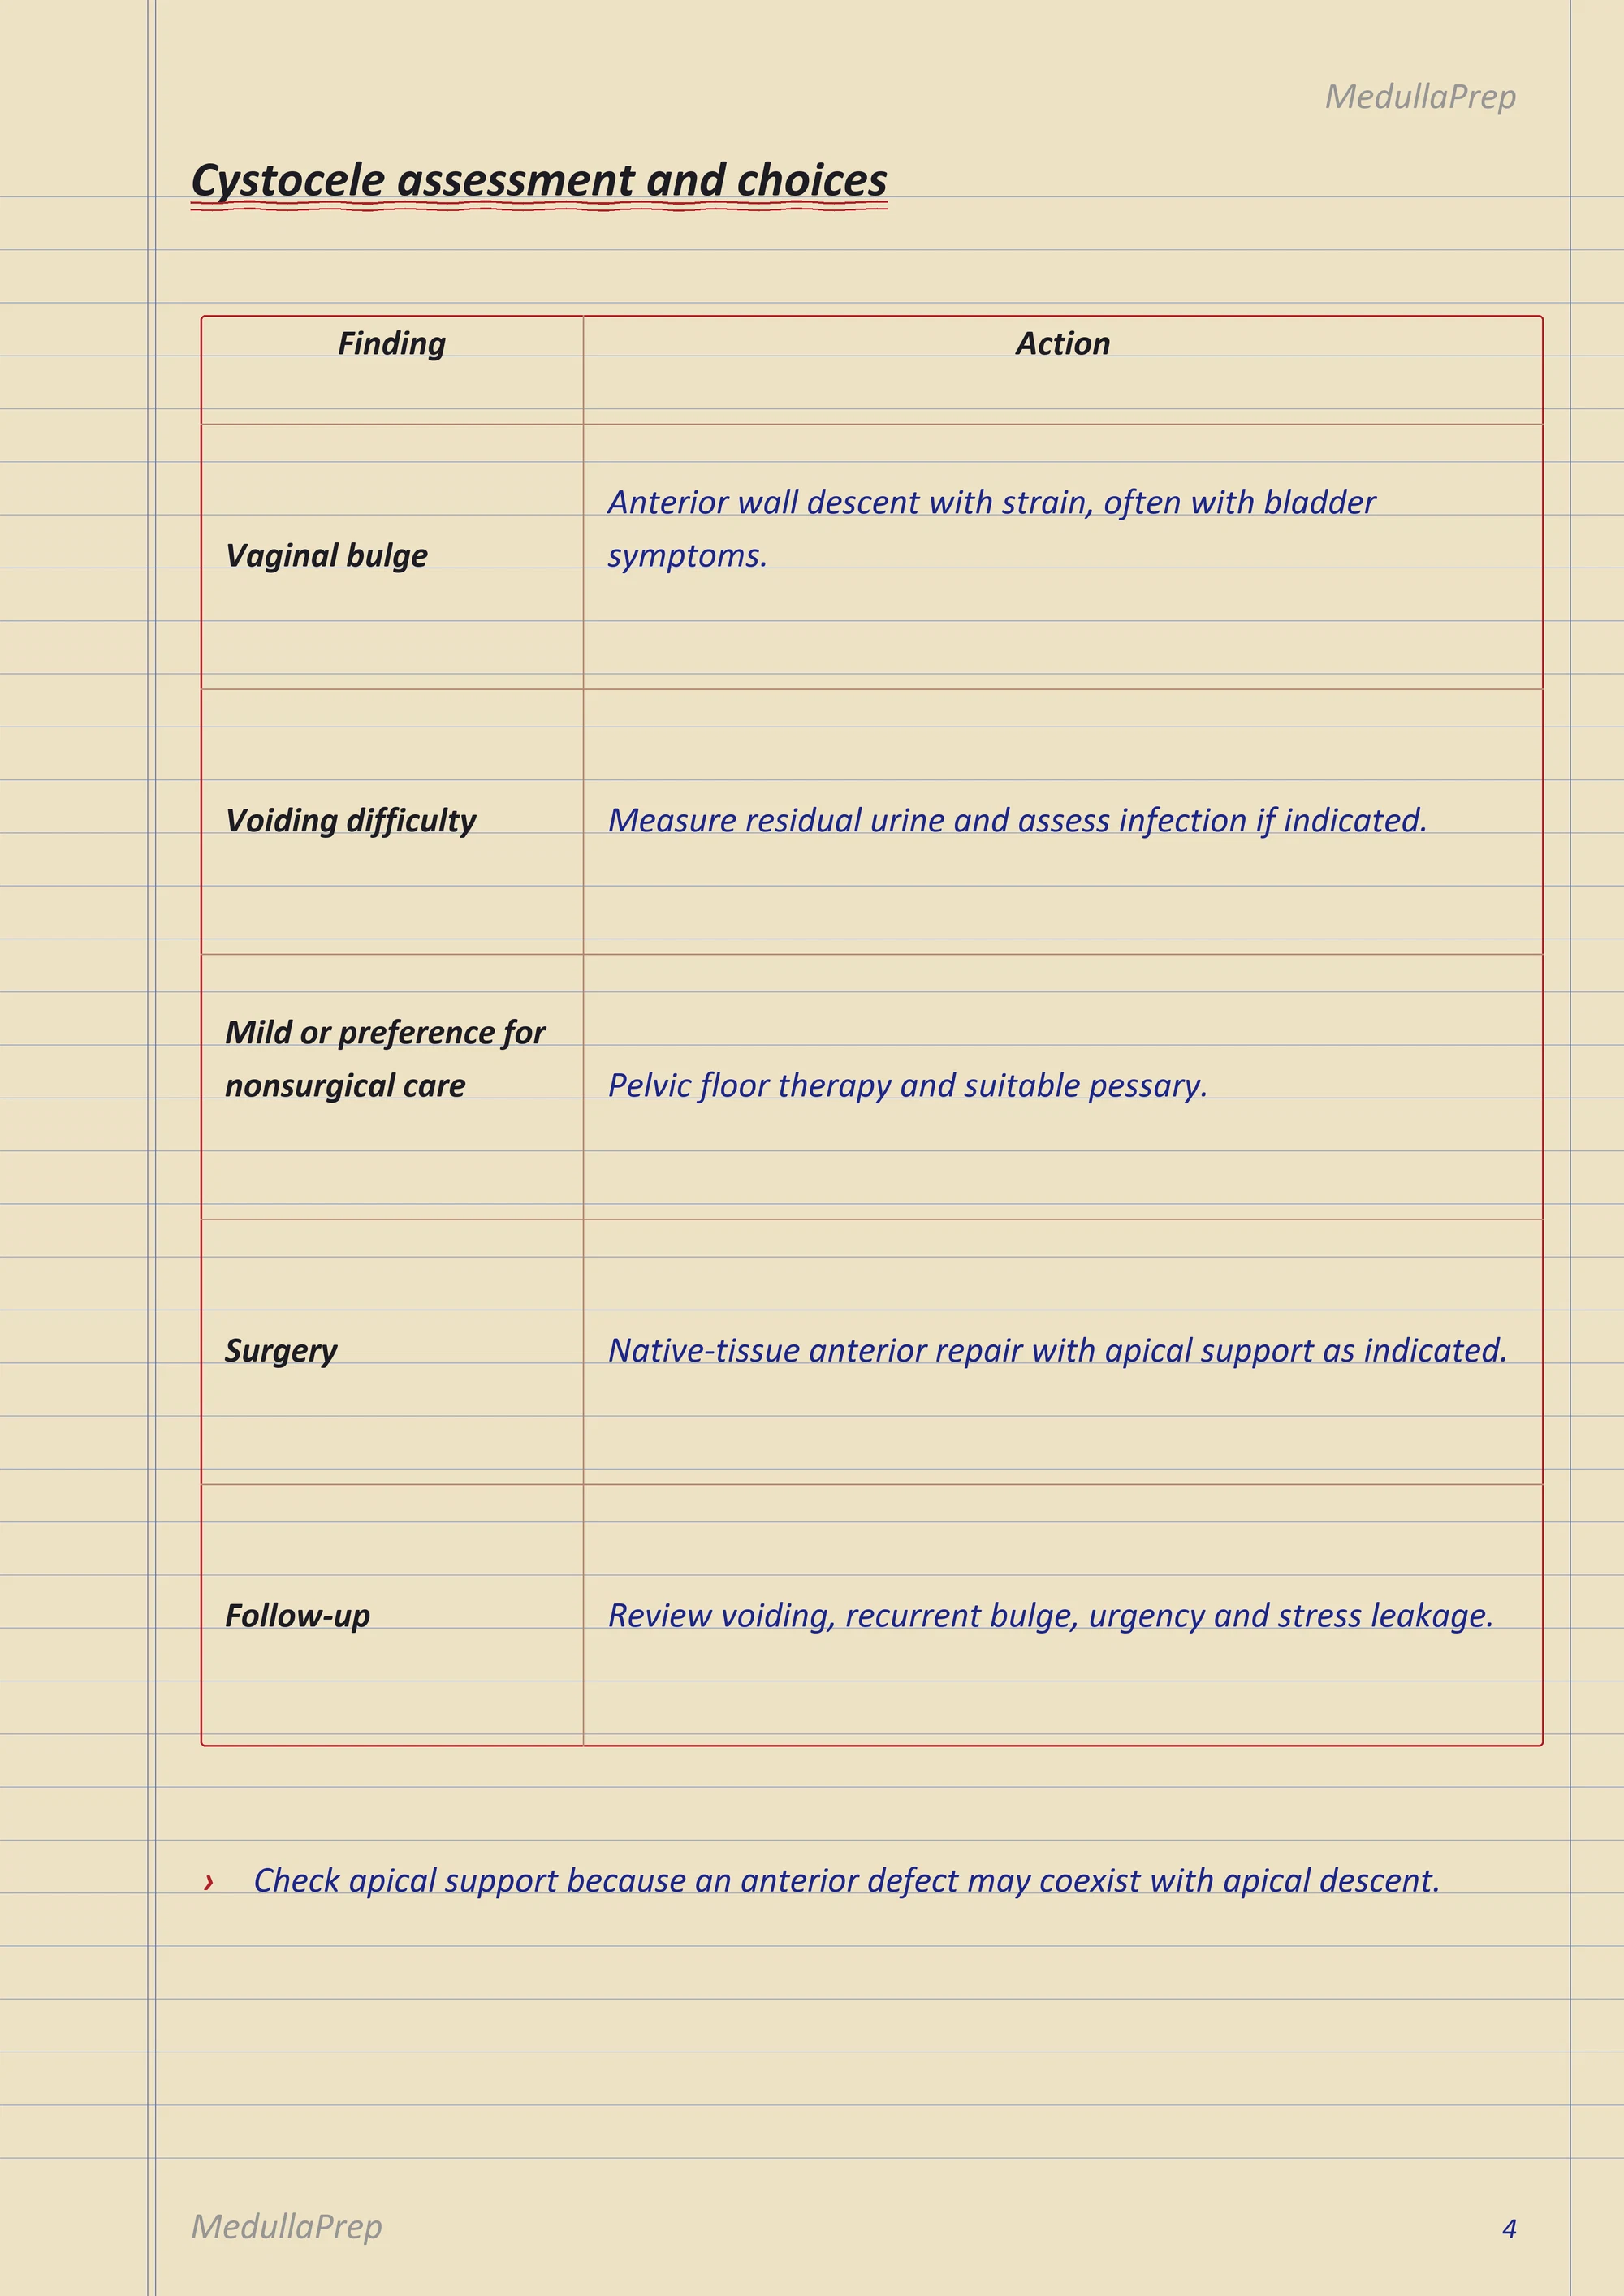 MedullaPrep
Cystocele assessment and choices
Finding
Action
Vaginal bulge
Anterior wall descent with strain, often with bladder
symptoms.
Voiding difficulty
Measure residual urine and assess infection if indicated.
Mild or preference for
nonsurgical care
Pelvic floor therapy and suitable pessary.
Surgery
Native-tissue anterior repair with apical support as indicated.
Follow-up
Review voiding, recurrent bulge, urgency and stress leakage.
› Check apical support because an anterior defect may coexist with apical descent.
MedullaPrep
4